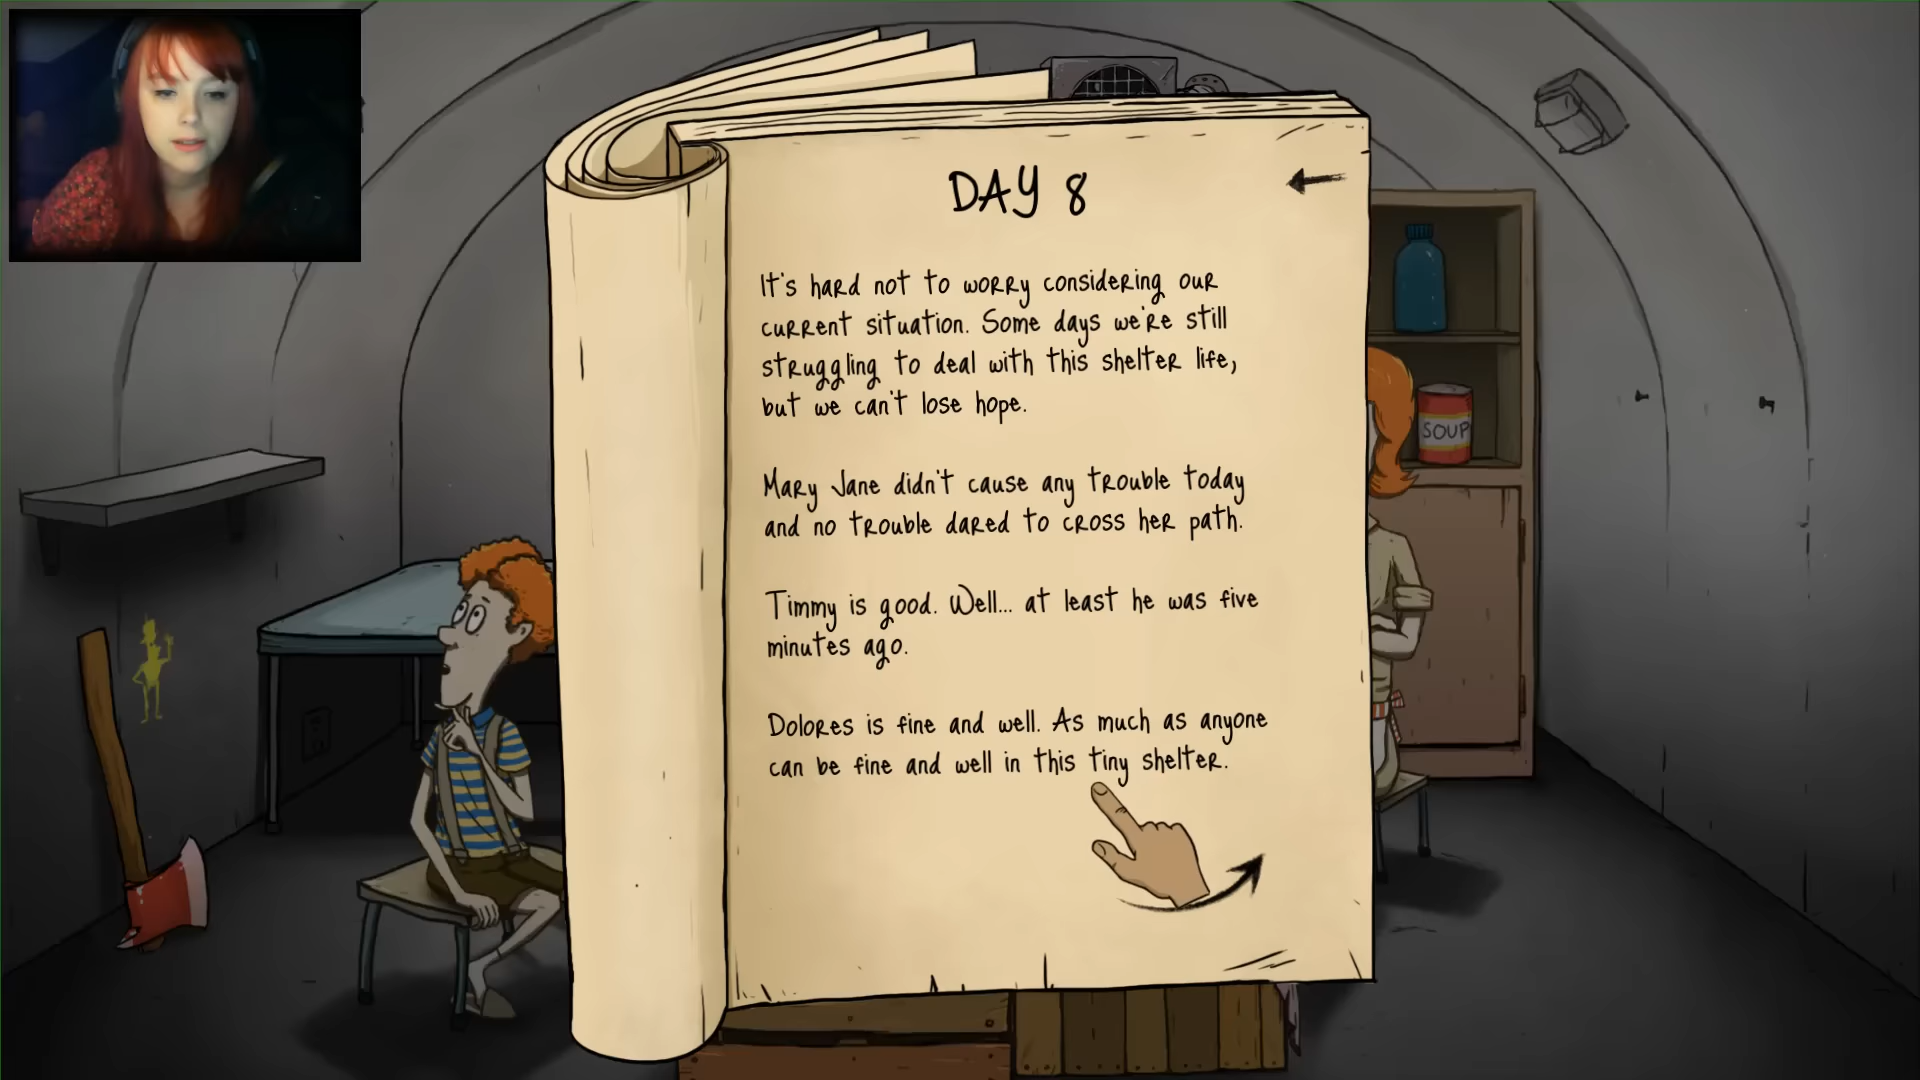 DAY 8
It's hard not to worry considering our
current situation. Some days we're still
struggling to deal with this shelter life,
but we can't lose hope.
Mary Jane didn't cause any trouble today
and no trouble dared to cross her path.
Timmy is good. Well... at least he was five
minutes ago.
Dolores is fine and well. As much as anyone
can be fine and well in this tiny shelter.
SOUP